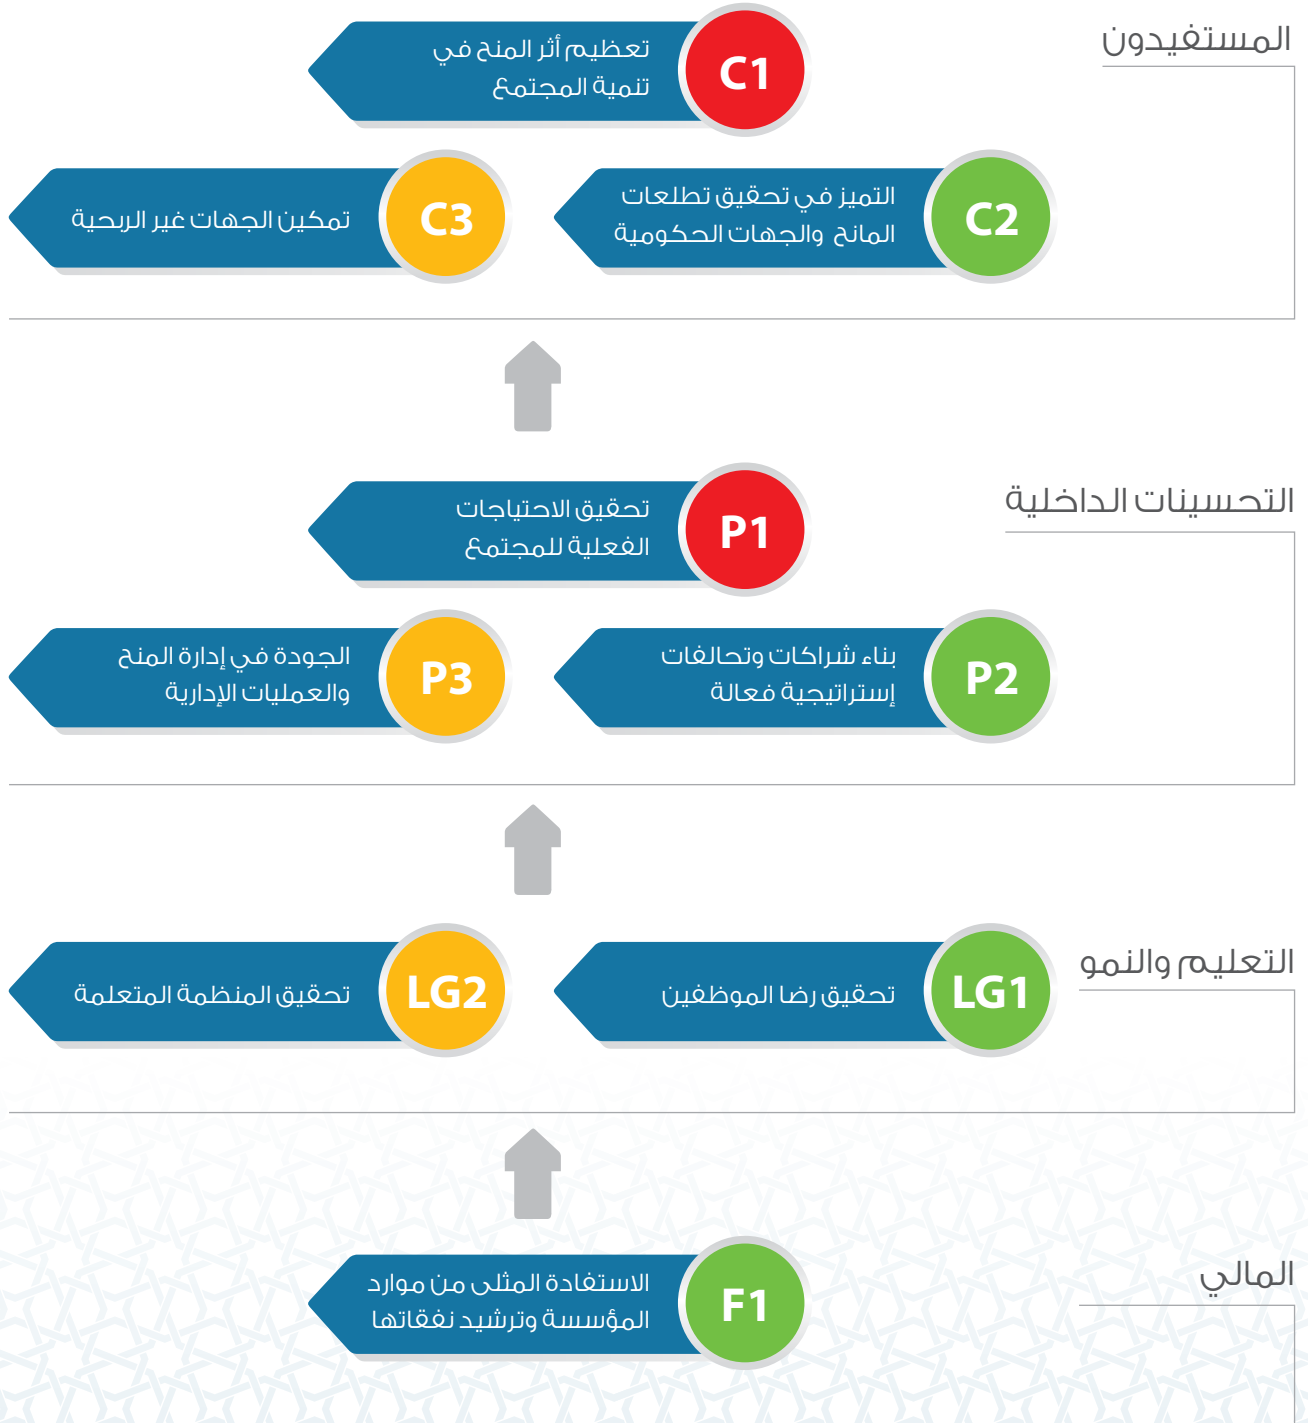 المستفيدون
C1
تعظيم أثر المنح في
تنمية المجتمع
C2
التميز في تحقيق تطلعات
المانح والجهات الحكومية
C3
تمكين الجهات غير الربحية
التحسينات الداخلية
P1
تحقيق الاحتياجات
الفعلية للمجتمع
P2
بناء شراكات وتحالفات
إستراتيجية فعالة
P3
الجودة في إدارة المنح
والعمليات الإدارية
التعليم والنمو
LG1
تحقيق رضا الموظفين
LG2
تحقيق المنظمة المتعلمة
المالي
F1
الاستفادة المثلى من موارد
المؤسسة وترشيد نفقاتها